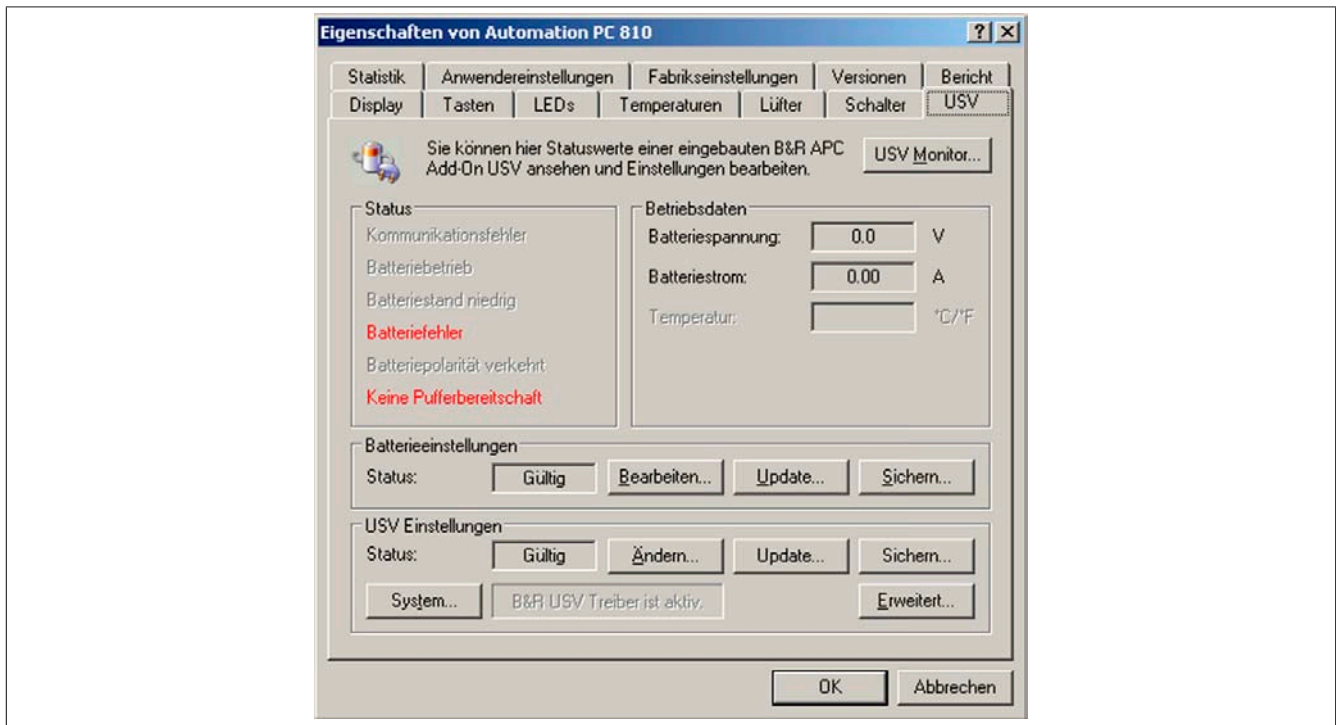 Eigenschaften von Automation PC 810
Statistik Anwendereinstellungen Fabrikseinstellungen Versionen Bericht
Display Tasten LEDs Temperaturen Lüfter Schalter USV
Sie können hier Statuswerte einer eingebauten B&R APC
Add-On USV ansehen und Einstellungen bearbeiten.
USV Monitor...
Status
Kommunikationsfehler
Batteriebetrieb
Batteriestand niedrig
Batteriefehler
Batteriepolarität verkehrt
Keine Pufferbereitschaft
Betriebsdaten
Batteriespannung: 0.0 V
Batteriestrom: 0.00 A
Temperatur: °C/°F
Batterieeinstellungen
Status: Gültig Bearbeiten... Update... Sichern...
USV Einstellungen
Status: Gültig Ändern... Update... Sichern...
System... B&R USV Treiber ist aktiv. Erweitert...
OK Abbrechen